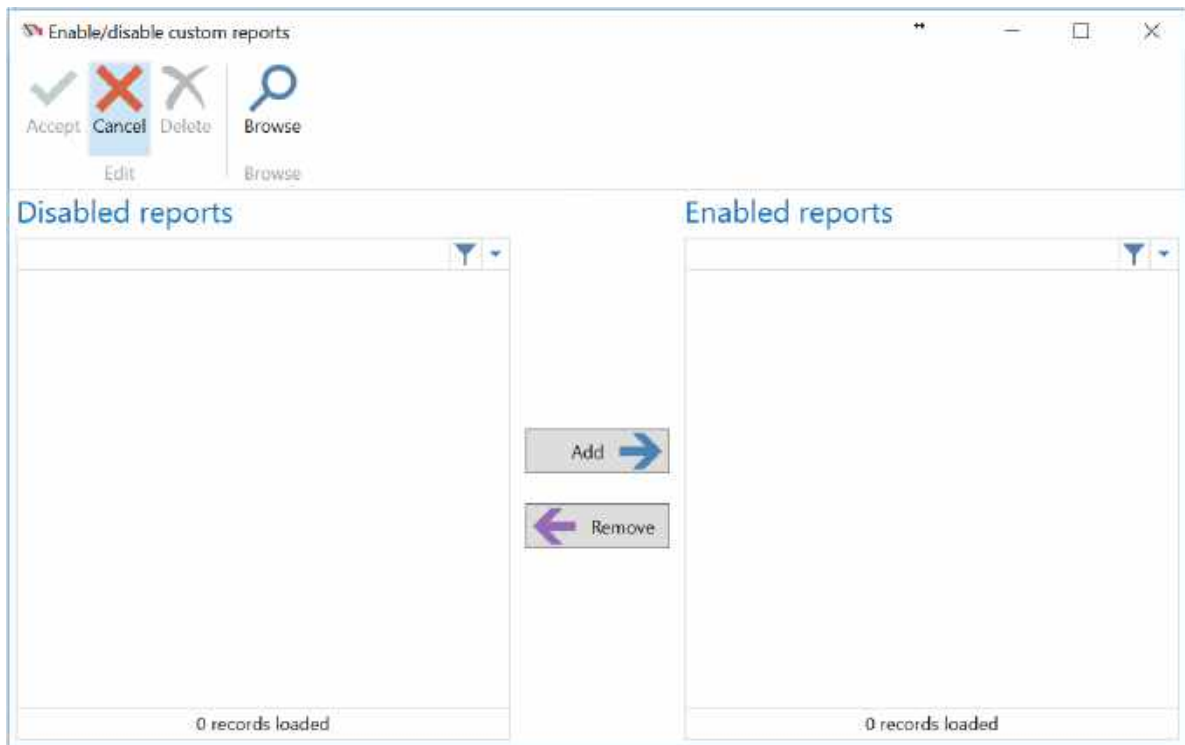 Enable/disable custom reports
Accept Cancel Delete Browse
Edit Browse
Disabled reports Enabled reports
Add
Remove
0 records loaded 0 records loaded